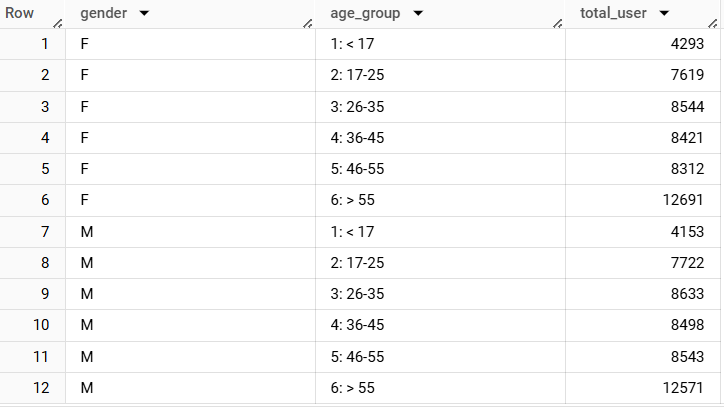 Row gender age_group total_user
1 F 1: < 17 4293
2 F 2: 17-25 7619
3 F 3: 26-35 8544
4 F 4: 36-45 8421
5 F 5: 46-55 8312
6 F 6: > 55 12691
7 M 1: < 17 4153
8 M 2: 17-25 7722
9 M 3: 26-35 8633
10 M 4: 36-45 8498
11 M 5: 46-55 8543
12 M 6: > 55 12571